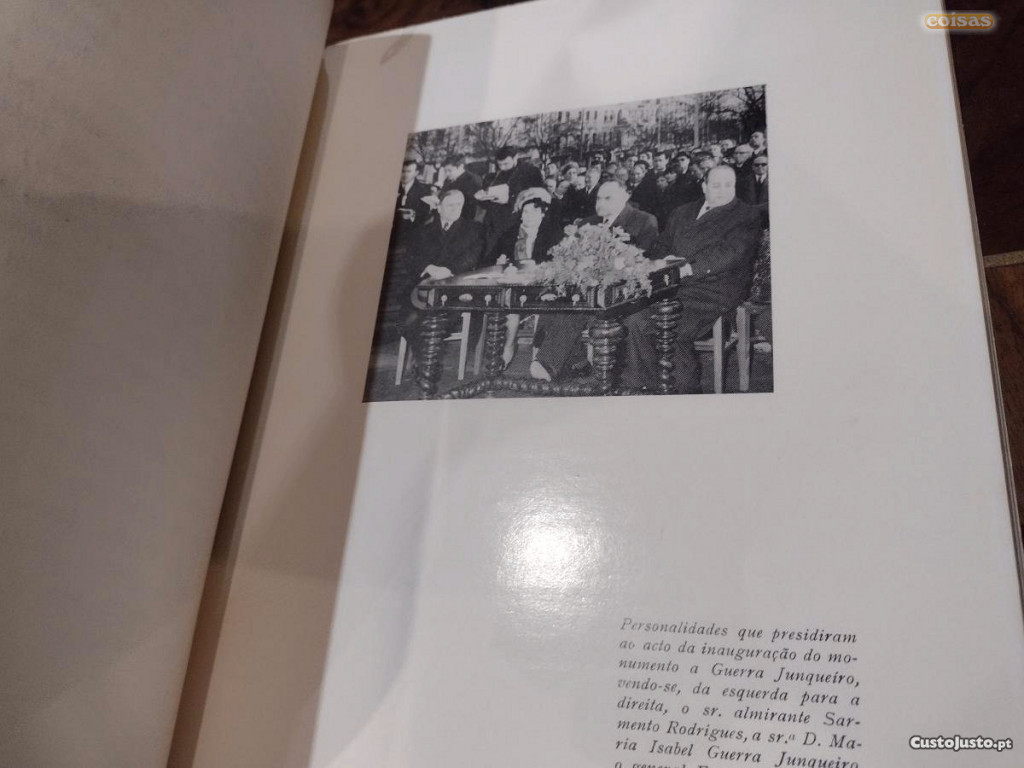 coisas
Personalidades que presidiram
ao acto da inauguração do mo-
numento a Guerra Junqueiro,
vendo-se, da esquerda para a
direita, o sr. almirante Sar-
mento Rodrigues, a sr.ª D. Ma-
ria Isabel Guerra Junqueiro
o general
CustoJusto.pt